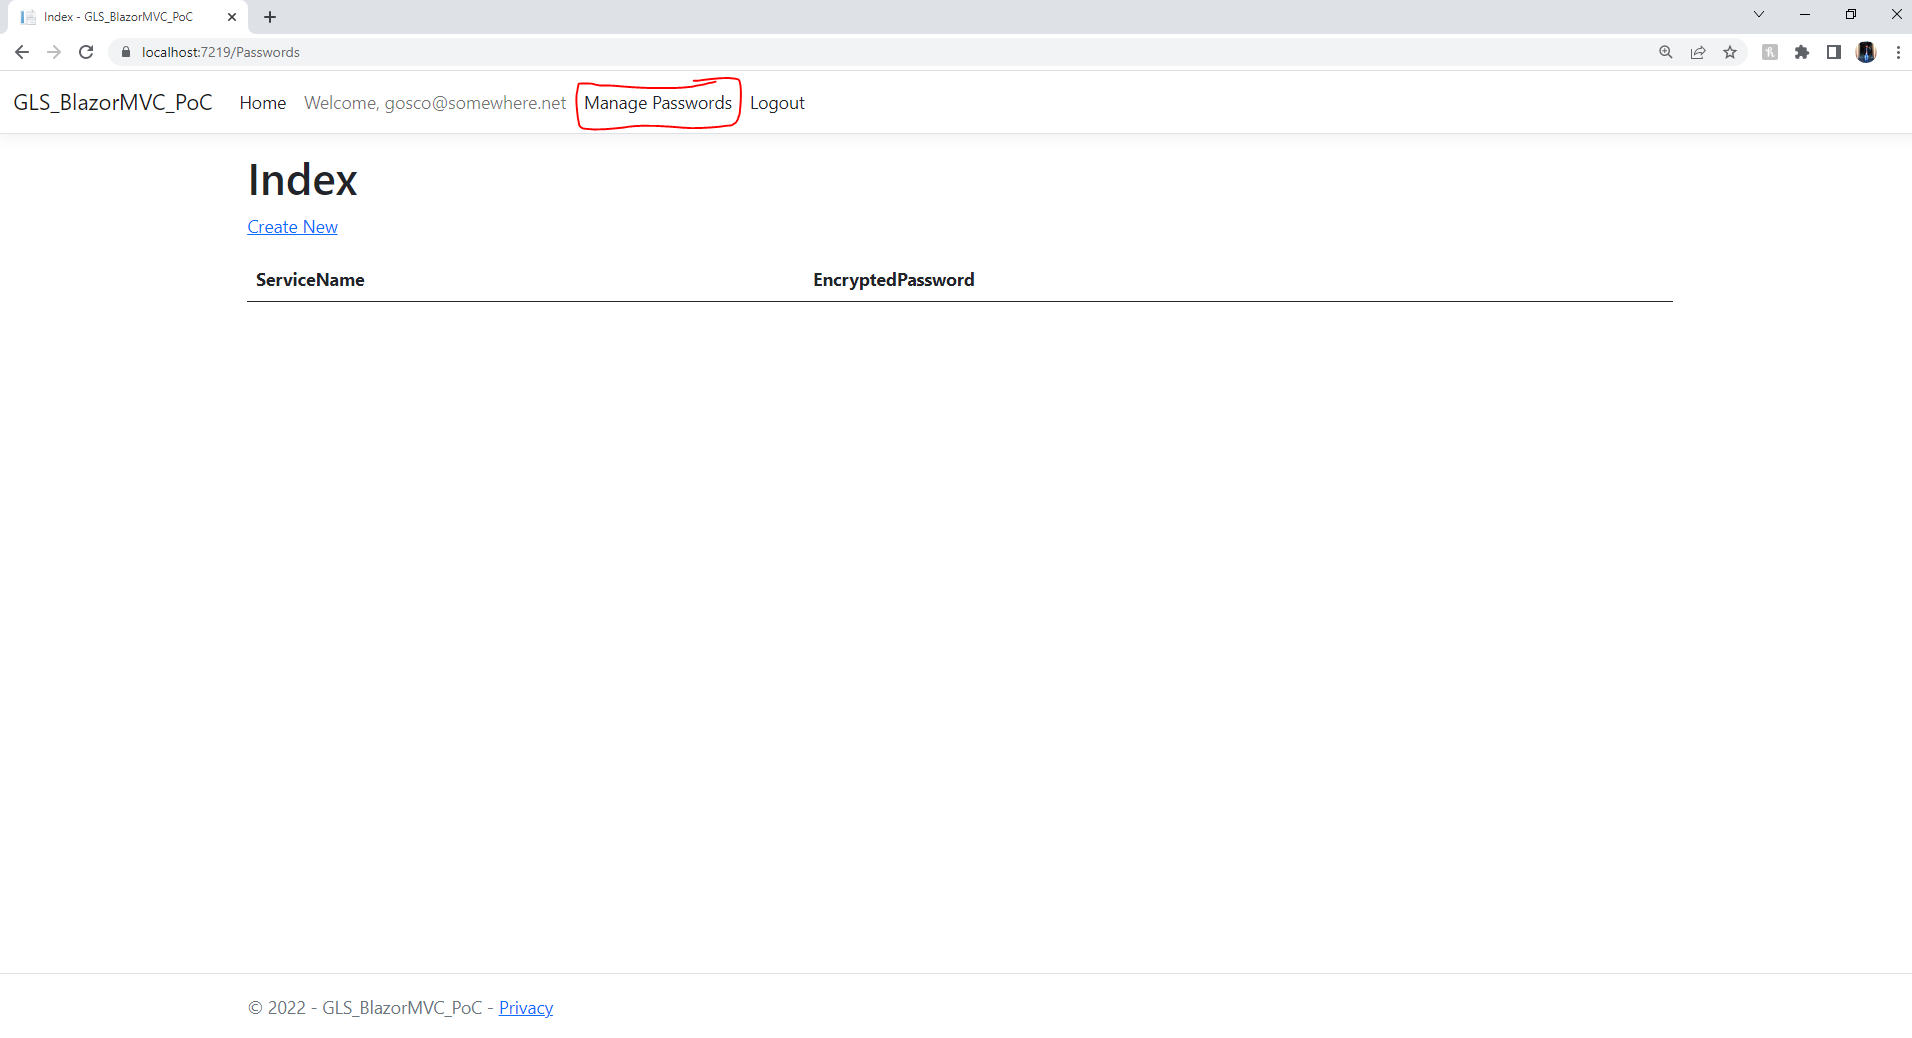 Index - GLS_BlazorMVC_PoC
localhost:7219/Passwords
GLS_BlazorMVC_PoC Home Welcome, gosco@somewhere.net Manage Passwords Logout
Index
Create New
ServiceName EncryptedPassword
© 2022 - GLS_BlazorMVC_PoC - Privacy